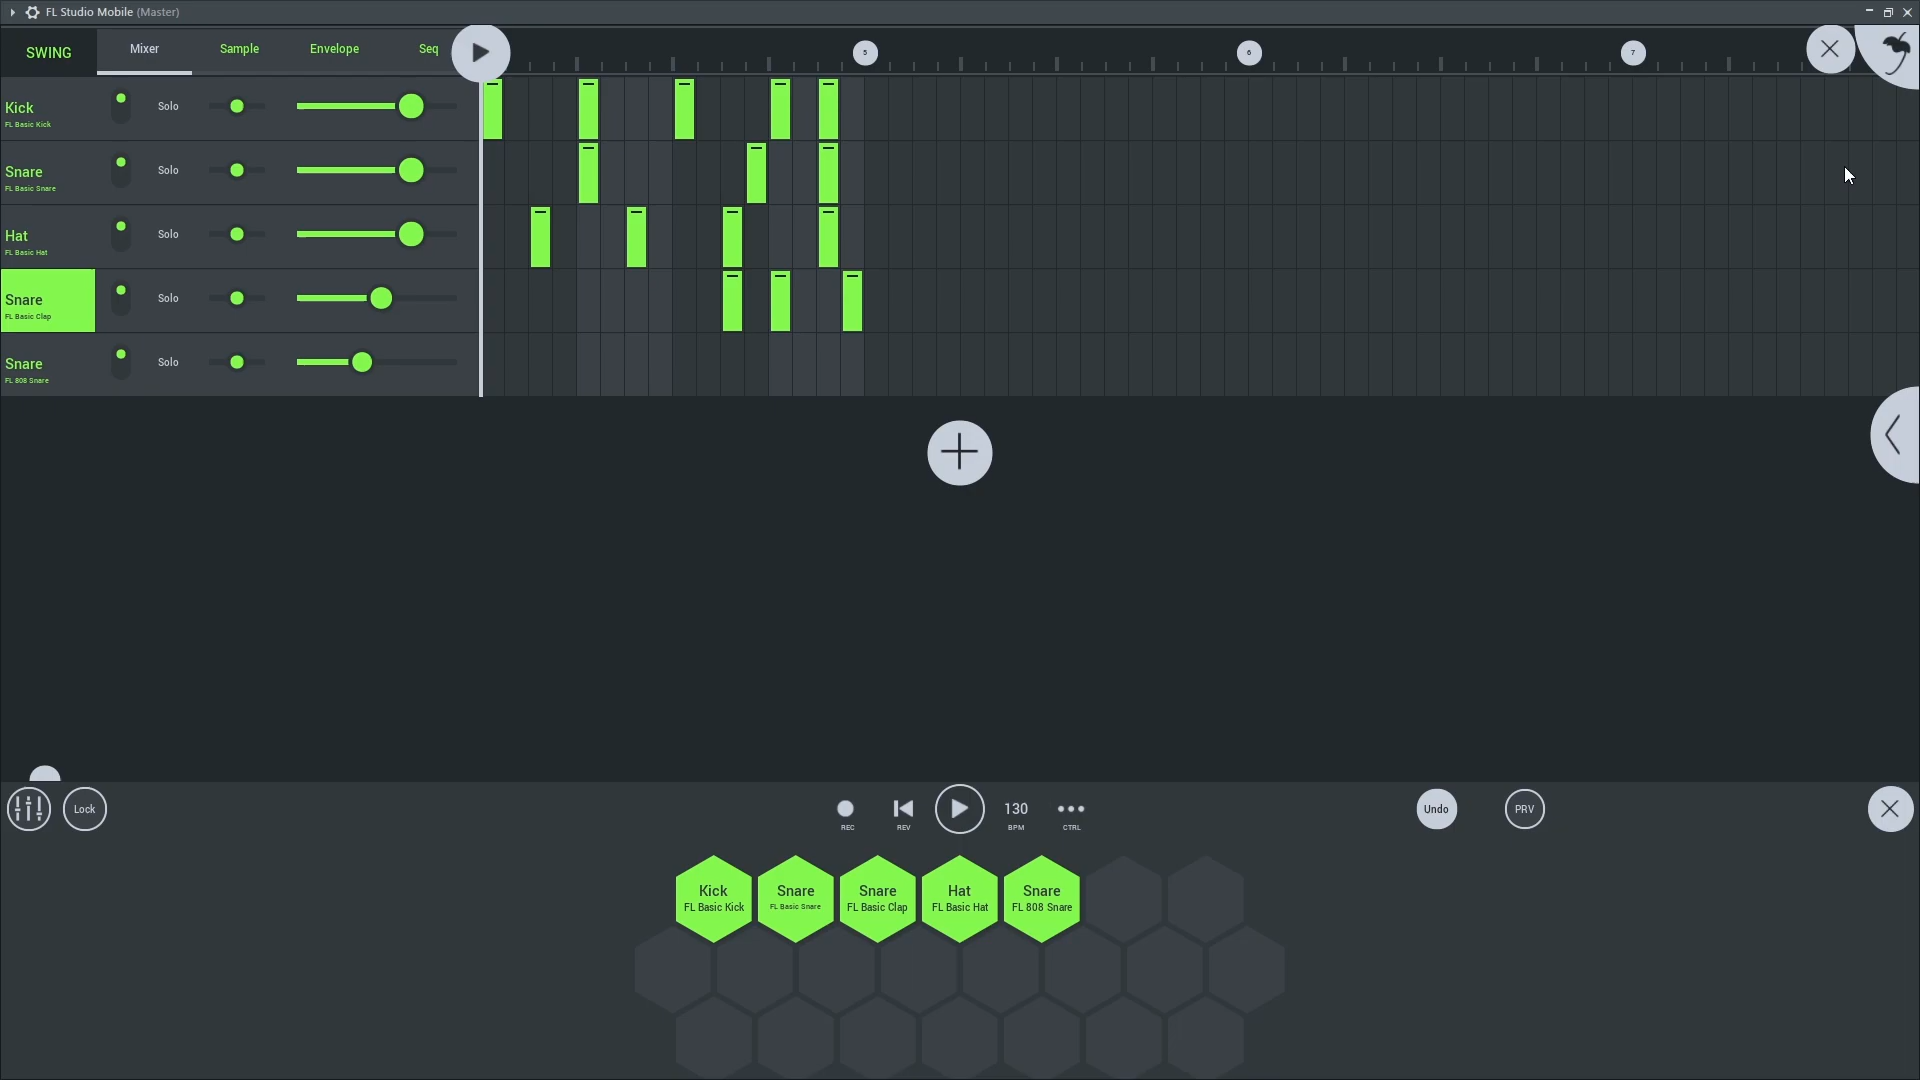 FL Studio Mobile (Master)
SWING
Mixer
Sample
Envelope
Seq
5
6
7
Kick
FL Basic Kick
Solo
Snare
FL Basic Snare
Solo
Hat
FL Basic Hat
Solo
Snare
FL Basic Clap
Solo
Snare
FL 808 Snare
Solo
Lock
REC
REV
130
BPM
CTRL
Undo
PRV
Kick
FL Basic Kick
Snare
FL Basic Snare
Snare
FL Basic Clap
Hat
FL Basic Hat
Snare
FL 808 Snare